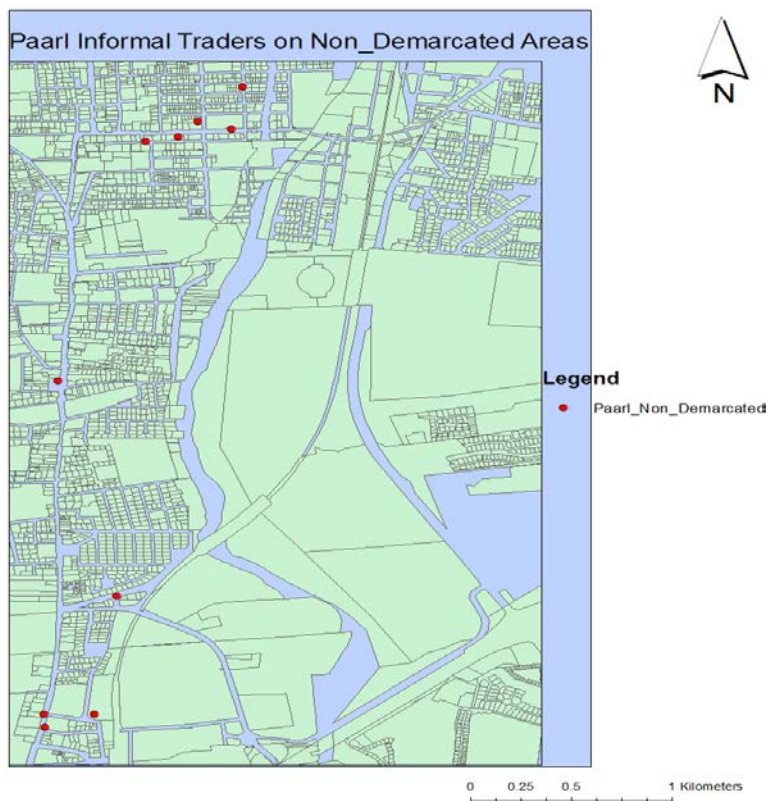 Paarl Informal Traders on Non_Demarcated Areas
N
Legend
Paarl_Non_Demarcated
0 0.25 0.5 1 Kilometers